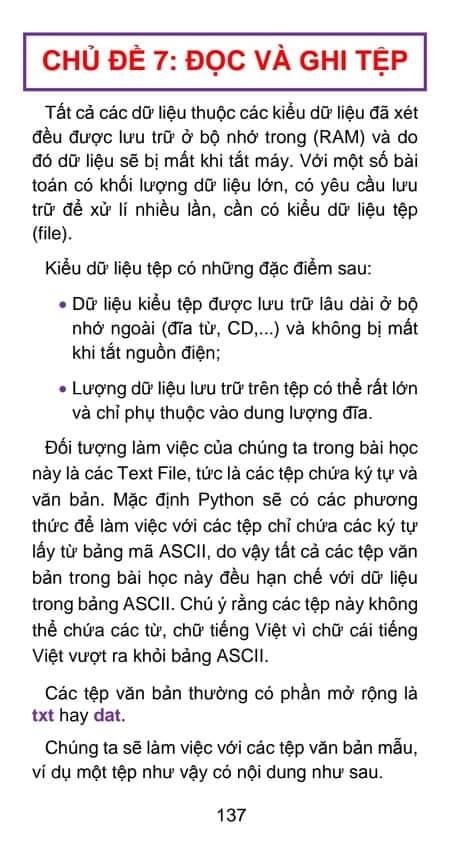 CHỦ ĐỀ 7: ĐỌC VÀ GHI TỆP
Tất cả các dữ liệu thuộc các kiểu dữ liệu đã xét
đều được lưu trữ ở bộ nhớ trong (RAM) và do
đó dữ liệu sẽ bị mất khi tắt máy. Với một số bài
toán có khối lượng dữ liệu lớn, có yêu cầu lưu
trữ để xử lí nhiều lần, cần có kiểu dữ liệu tệp
(file).
Kiểu dữ liệu tệp có những đặc điểm sau:
• Dữ liệu kiểu tệp được lưu trữ lâu dài ở bộ
nhớ ngoài (đĩa từ, CD,...) và không bị mất
khi tắt nguồn điện;
• Lượng dữ liệu lưu trữ trên tệp có thể rất lớn
và chỉ phụ thuộc vào dung lượng đĩa.
Đối tượng làm việc của chúng ta trong bài học
này là các Text File, tức là các tệp chứa ký tự và
văn bản. Mặc định Python sẽ có các phương
thức để làm việc với các tệp chỉ chứa các ký tự
lấy từ bảng mã ASCII, do vậy tất cả các tệp văn
bản trong bài học này đều hạn chế với dữ liệu
trong bảng ASCII. Chú ý rằng các tệp này không
thể chứa các từ, chữ tiếng Việt vì chữ cái tiếng
Việt vượt ra khỏi bảng ASCII.
Các tệp văn bản thường có phần mở rộng là
txt hay dat.
Chúng ta sẽ làm việc với các tệp văn bản mẫu,
ví dụ một tệp như vậy có nội dung như sau.
137